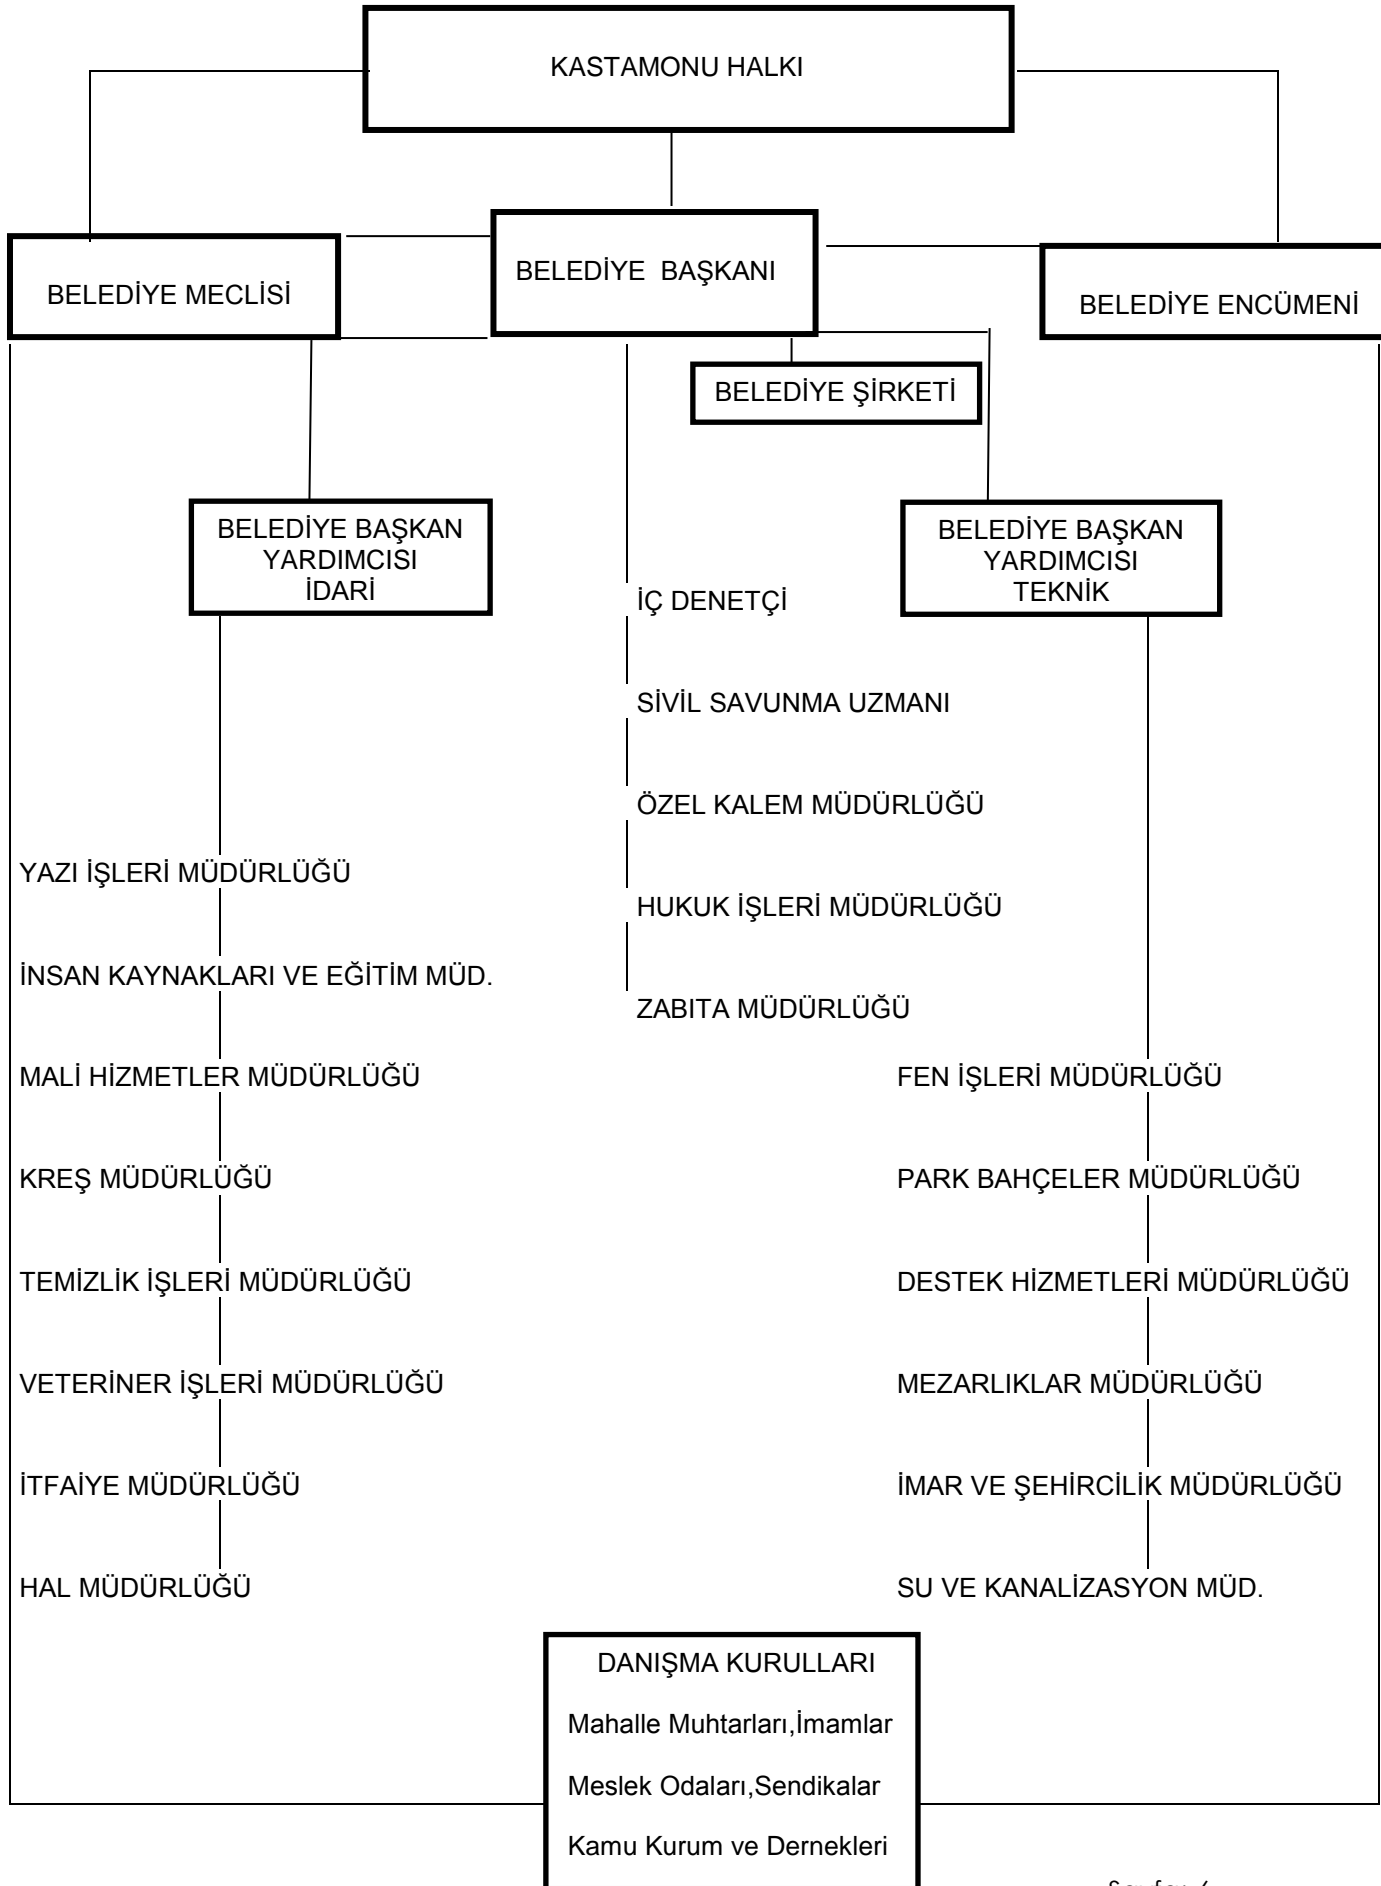 KASTAMONU HALKI
BELEDİYE MECLİSİ
BELEDİYE BAŞKANI
BELEDİYE ENCÜMENİ
BELEDİYE ŞİRKETİ
BELEDİYE BAŞKAN
YARDIMCISI
İDARİ
BELEDİYE BAŞKAN
YARDIMCISI
TEKNİK
İÇ DENETÇİ
SİVİL SAVUNMA UZMANI
ÖZEL KALEM MÜDÜRLÜĞÜ
HUKUK İŞLERİ MÜDÜRLÜĞÜ
ZABITA MÜDÜRLÜĞÜ
YAZI İŞLERİ MÜDÜRLÜĞÜ
İNSAN KAYNAKLARI VE EĞİTİM MÜD.
MALİ HİZMETLER MÜDÜRLÜĞÜ
KREŞ MÜDÜRLÜĞÜ
TEMİZLİK İŞLERİ MÜDÜRLÜĞÜ
VETERİNER İŞLERİ MÜDÜRLÜĞÜ
İTFAİYE MÜDÜRLÜĞÜ
HAL MÜDÜRLÜĞÜ
FEN İŞLERİ MÜDÜRLÜĞÜ
PARK BAHÇELER MÜDÜRLÜĞÜ
DESTEK HİZMETLERİ MÜDÜRLÜĞÜ
MEZARLIKLAR MÜDÜRLÜĞÜ
İMAR VE ŞEHİRCİLİK MÜDÜRLÜĞÜ
SU VE KANALİZASYON MÜD.
DANIŞMA KURULLARI
Mahalle Muhtarları,İmamlar
Meslek Odaları,Sendikalar
Kamu Kurum ve Dernekleri